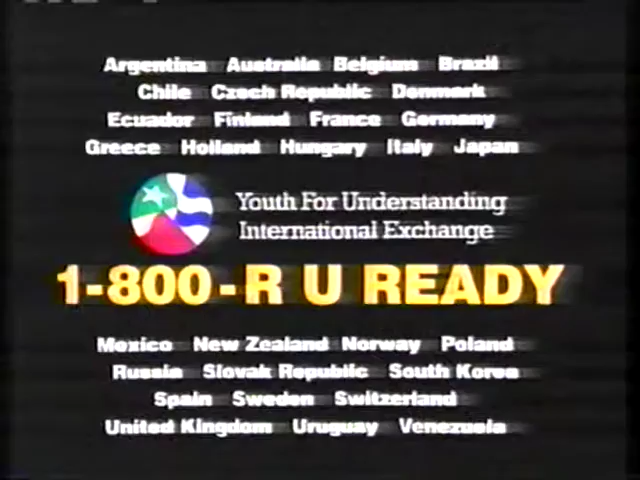 Argentina Australia Belgium Brazil
Chile Czech Republic Denmark
Ecuador Finland France Germany
Greece Holland Hungary Italy Japan
Youth For Understanding
International Exchange
1-800-R U READY
Mexico New Zealand Norway Poland
Russia Slovak Republic South Korea
Spain Sweden Switzerland
United Kingdom Uruguay Venezuela